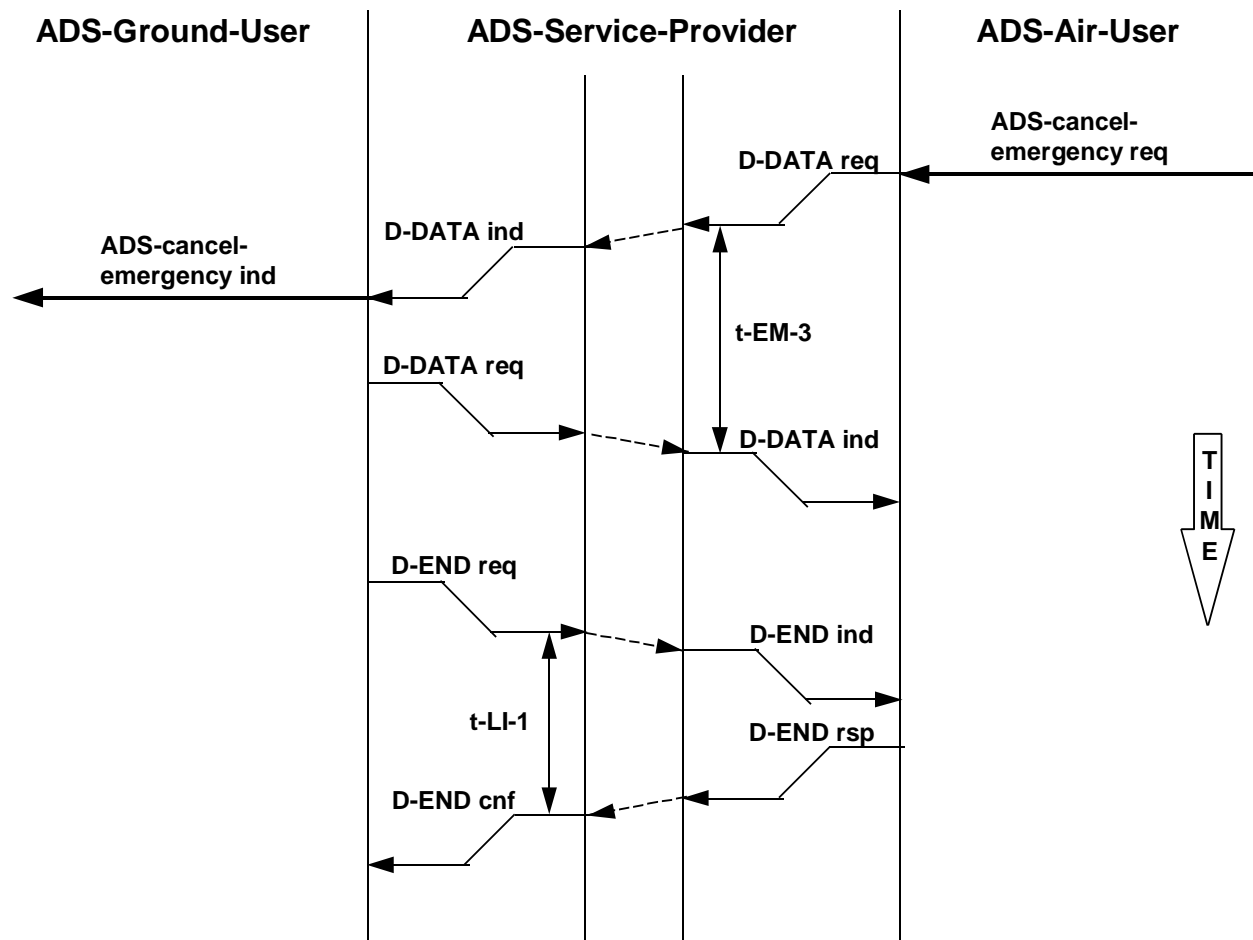 ADS-Ground-User
ADS-Service-Provider
ADS-Air-User
ADS-cancel-
emergency req
D-DATA req
D-DATA ind
ADS-cancel-
emergency ind
t-EM-3
D-DATA req
D-DATA ind
T
I
M
E
D-END req
D-END ind
t-LI-1
D-END rsp
D-END cnf